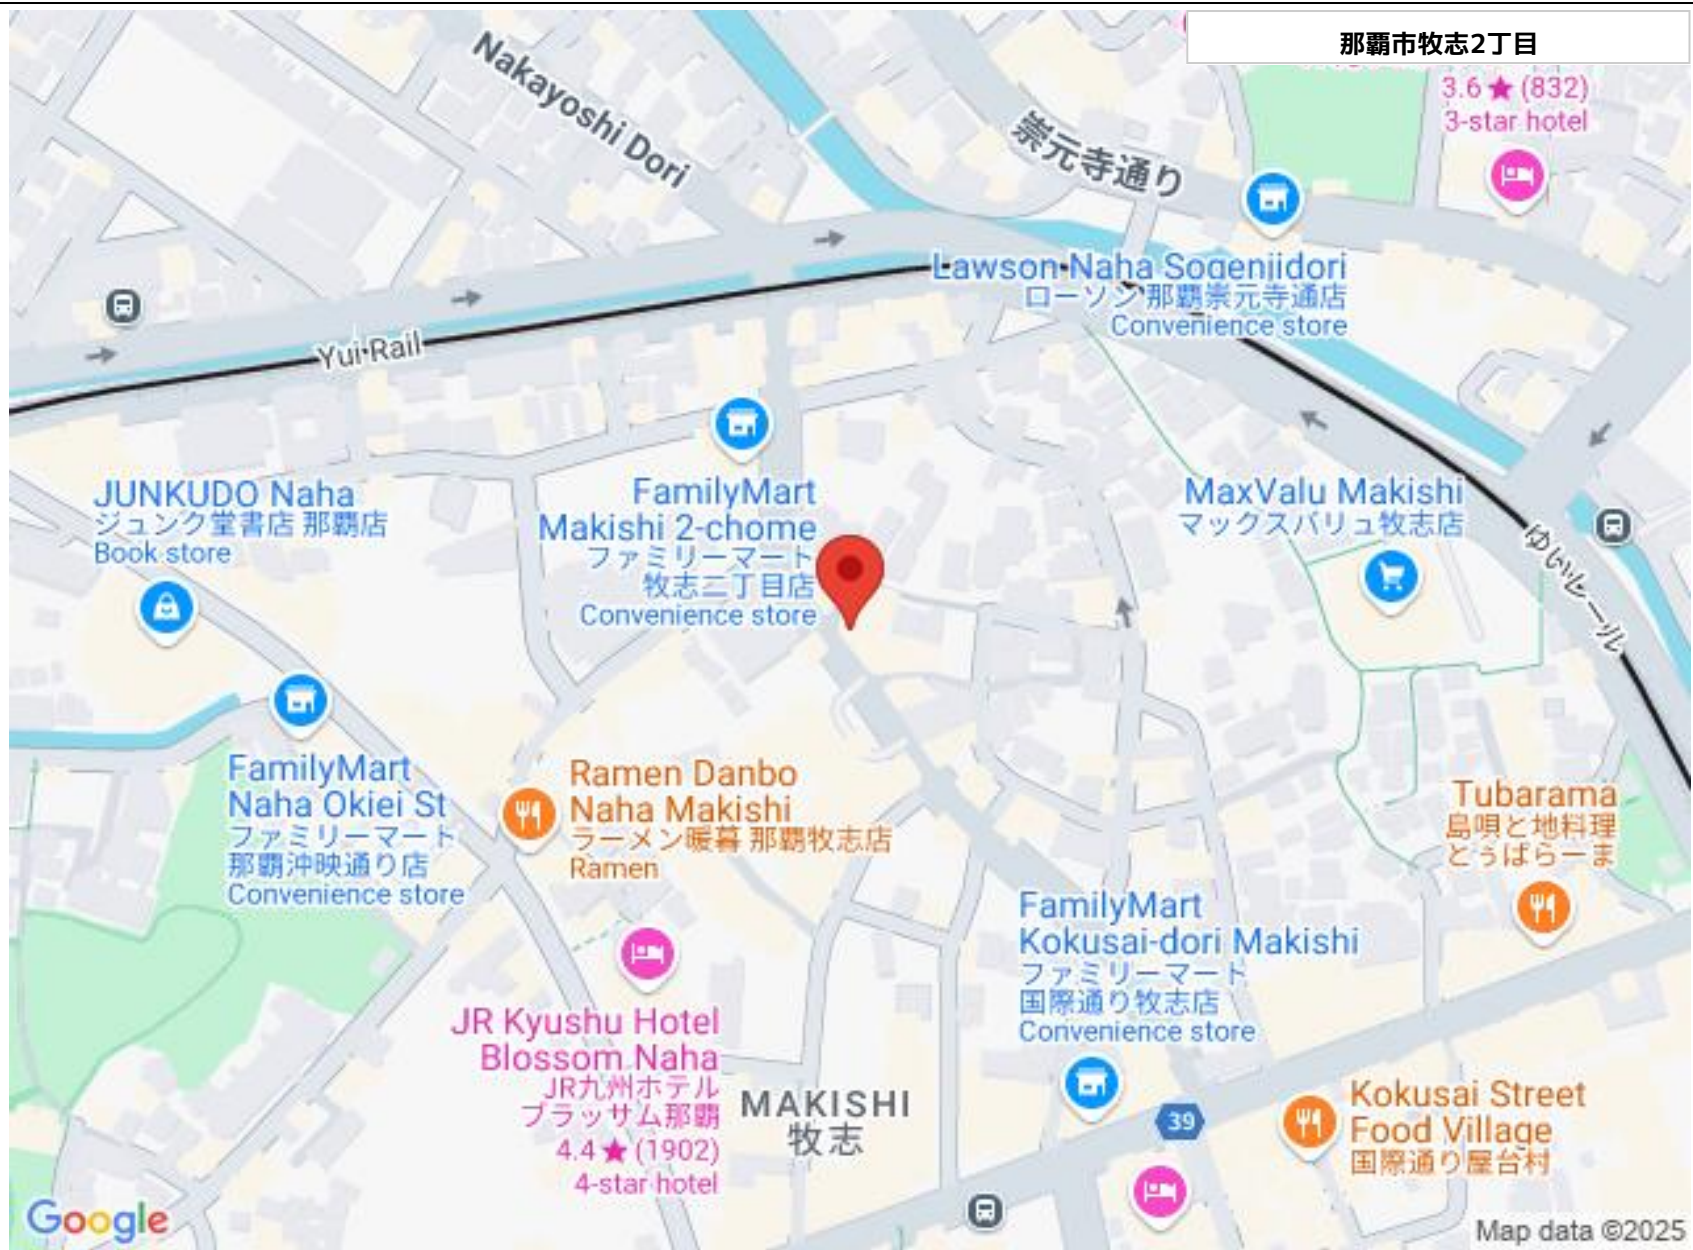 那覇市牧志2丁目
3.6★(832)
3-star hotel
Nakayoshi Dori
崇元寺通り
Lawson Naha Sogenjidori
ローソン 那覇崇元寺通店
Convenience store
Yui Rail
JUNKUDO Naha
ジュンク堂書店 那覇店
Book store
FamilyMart
Makishi 2-chome
ファミリーマート
牧志二丁目店
Convenience store
MaxValu Makishi
マックスバリュ牧志店
ゆいレール
FamilyMart
Naha Okiei St
ファミリーマート
那覇沖映通り店
Convenience store
Ramen Danbo
Naha Makishi
ラーメン暖暮 那覇牧志店
Ramen
Tubarama
島唄と地料理
とぅばらーま
FamilyMart
Kokusai-dori Makishi
ファミリーマート
国際通り牧志店
Convenience store
JR Kyushu Hotel
Blossom Naha
JR九州ホテル
ブラッサム那覇
4.4★(1902)
4-star hotel
MAKISHI
牧志
39
Kokusai Street
Food Village
国際通り屋台村
Google
Map data ©2025